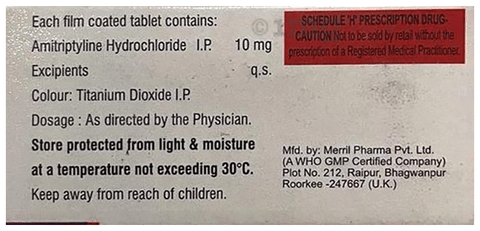 Each film coated tablet contains:
Amitriptyline Hydrochloride I.P. 10 mg
Excipients q.s.
Colour: Titanium Dioxide I.P.
Dosage : As directed by the Physician.
Store protected from light & moisture
at a temperature not exceeding 30°C.
Keep away from reach of children.
SCHEDULE 'H' PRESCRIPTION DRUG-
CAUTION Not to be sold by retail without the
prescription of a Registered Medical Practitioner.
Mfd. by: Merril Pharma Pvt. Ltd.
(A WHO GMP Certified Company)
Plot No. 212, Raipur, Bhagwanpur
Roorkee -247667 (U.K.)